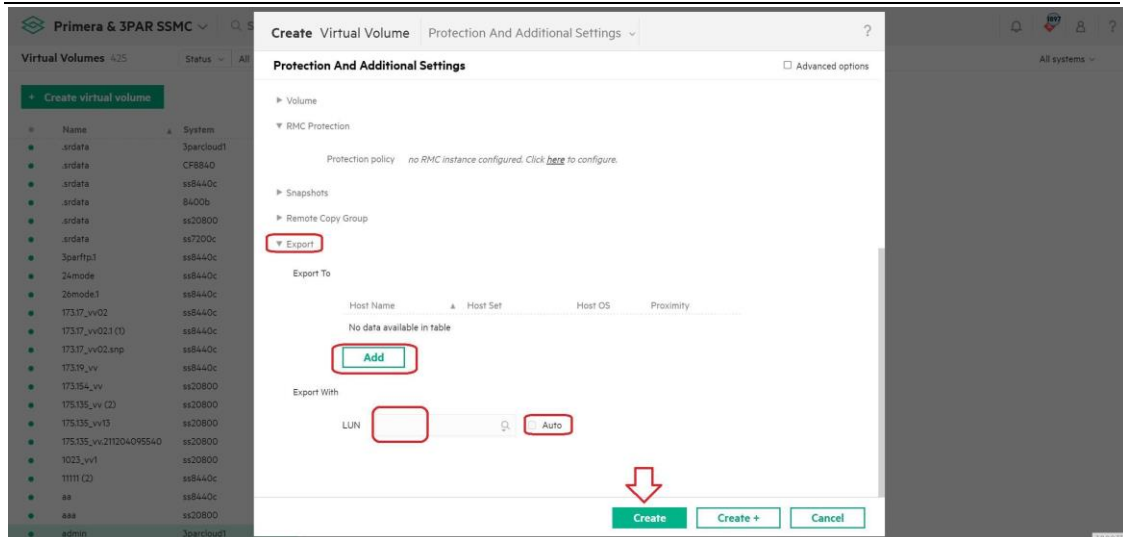 Primera & 3PAR SSMC
Create Virtual Volume Protection And Additional Settings ?
1097
?
Virtual Volumes 425 Status All
All systems
Protection And Additional Settings
Advanced options
+ Create virtual volume
Name System
.srdata 3parcloud1
.srdata CF8840
.srdata ss8440c
.srdata 8400b
.srdata ss20800
.srdata ss7200c
3parftp.1 ss8440c
24mode ss8440c
26mode.1 ss8440c
173.17_vv02 ss8440c
173.17_vv02.1 (1) ss8440c
173.17_vv02.snp ss8440c
173.19_vv ss8440c
173.154_vv ss20800
175.135_vv (2) ss20800
175.135_vv13 ss20800
175.135_vv.211204095540 ss20800
1023_vv1 ss20800
11111 (2) ss8440c
aa ss8440c
aaa ss20800
admin 3parcloud1
Volume
RMC Protection
Protection policy no RMC instance configured. Click here to configure.
Snapshots
Remote Copy Group
Export
Export To
Host Name Host Set Host OS Proximity
No data available in table
Add
Export With
LUN Auto
Create Create + Cancel